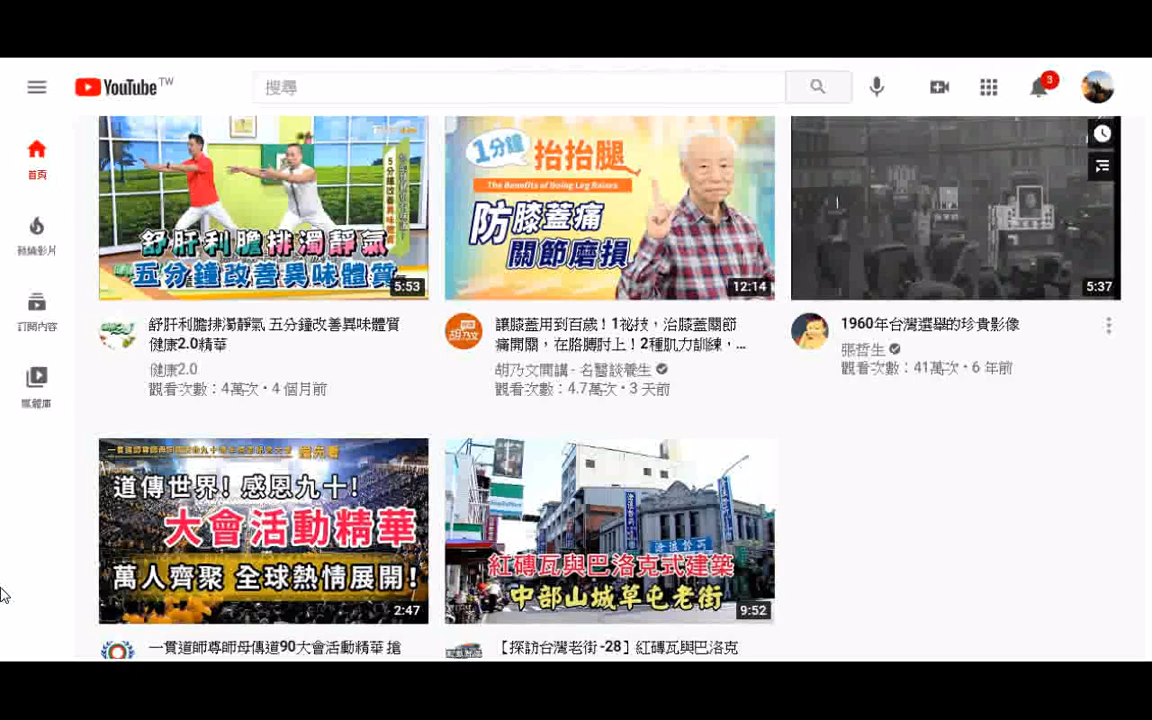 YouTube TW
搜尋
3
首頁
發燒影片
訂閱內容
媒體庫
舒肝利膽排濁靜氣
五分鐘改善異味體質
5:53
1分鐘
抬抬腿
The Benefits of Doing Leg Raises
防膝蓋痛
關節磨損
12:14
5:37
舒肝利膽排濁靜氣 五分鐘改善異味體質
健康2.0精華
健康2.0
觀看次數：4萬次・4 個月前
讓膝蓋用到百歲！1祕技，治膝蓋關節
痛開關，在胳膊肘上！2種肌力訓練，...
胡乃文開講 - 名醫談養生
觀看次數：4.7萬次・3 天前
1960年台灣選舉的珍貴影像
張哲生
觀看次數：41萬次・6 年前
道傳世界！感恩九十！
大會活動精華
萬人齊聚 全球熱情展開！
2:47
紅磚瓦與巴洛克式建築
中部山城草屯老街
9:52
一貫道師尊師母傳道90大會活動精華 搶
【探訪台灣老街 -28】紅磚瓦與巴洛克